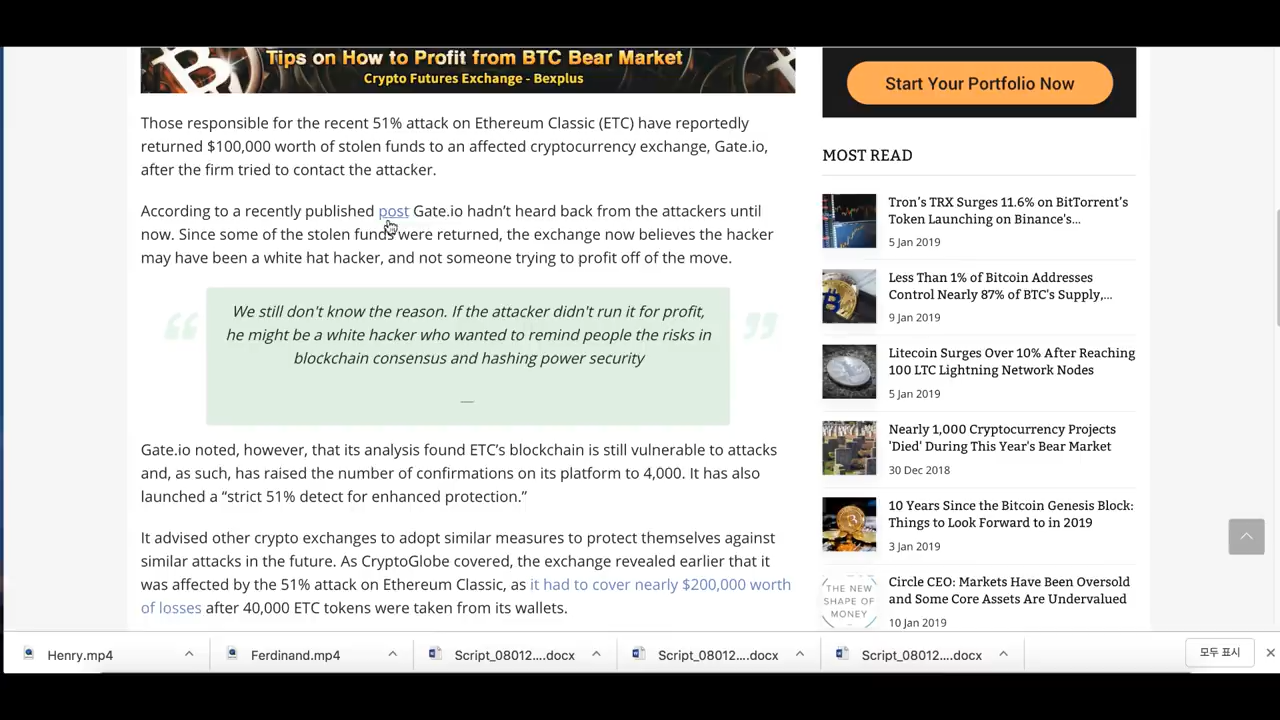 Tips on How to Profit from BTC Bear Market
Crypto Futures Exchange - Bexplus
Those responsible for the recent 51% attack on Ethereum Classic (ETC) have reportedly
returned $100,000 worth of stolen funds to an affected cryptocurrency exchange, Gate.io,
after the firm tried to contact the attacker.
According to a recently published post Gate.io hadn’t heard back from the attackers until
now. Since some of the stolen funds were returned, the exchange now believes the hacker
may have been a white hat hacker, and not someone trying to profit off of the move.
“
We still don't know the reason. If the attacker didn't run it for profit,
he might be a white hacker who wanted to remind people the risks in
blockchain consensus and hashing power security
”
—
Gate.io noted, however, that its analysis found ETC’s blockchain is still vulnerable to attacks
and, as such, has raised the number of confirmations on its platform to 4,000. It has also
launched a “strict 51% detect for enhanced protection.”
It advised other crypto exchanges to adopt similar measures to protect themselves against
similar attacks in the future. As CryptoGlobe covered, the exchange revealed earlier that it
was affected by the 51% attack on Ethereum Classic, as it had to cover nearly $200,000 worth
of losses after 40,000 ETC tokens were taken from its wallets.
Start Your Portfolio Now
MOST READ
Tron’s TRX Surges 11.6% on BitTorrent’s
Token Launching on Binance's...
5 Jan 2019
Less Than 1% of Bitcoin Addresses
Control Nearly 87% of BTC’s Supply,...
9 Jan 2019
Litecoin Surges Over 10% After Reaching
100 LTC Lightning Network Nodes
5 Jan 2019
Nearly 1,000 Cryptocurrency Projects
'Died' During This Year's Bear Market
30 Dec 2018
10 Years Since the Bitcoin Genesis Block:
Things to Look Forward to in 2019
3 Jan 2019
THE NEW
SHAPE OF
MONEY
Circle CEO: Markets Have Been Oversold
and Some Core Assets Are Undervalued
10 Jan 2019
Henry.mp4
Ferdinand.mp4
Script_08012....docx
Script_08012....docx
Script_08012....docx
모두 표시